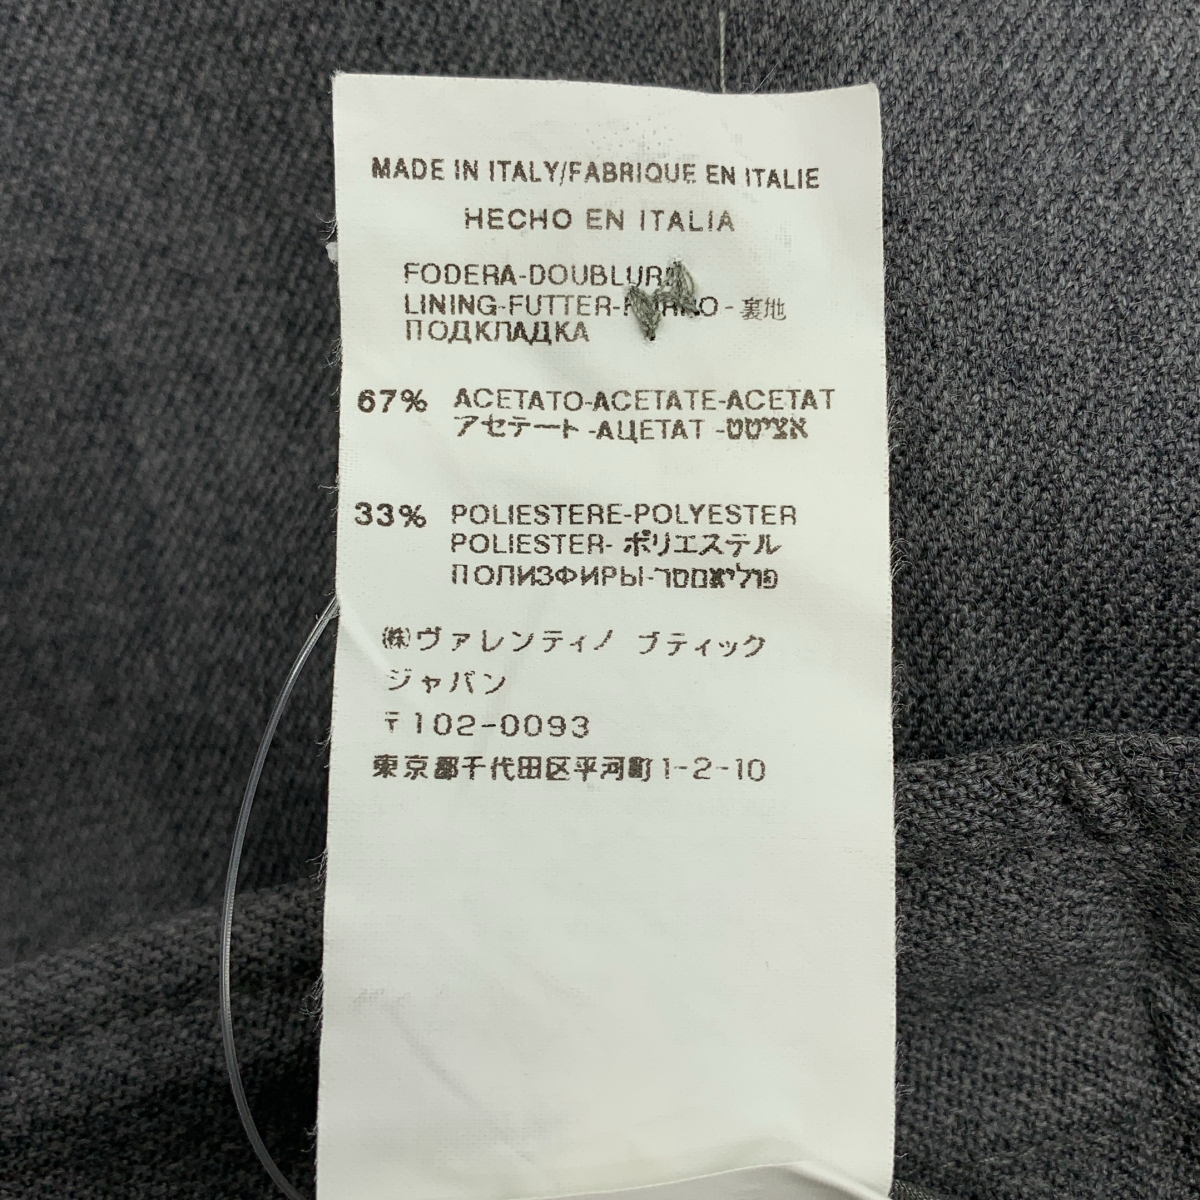 MADE IN ITALY/FABRIQUE EN ITALIE
HECHO EN ITALIA
FODERA-DOUBLURE
LINING-FUTTER-FORRO - 裏地
ПОДКЛАДКА
67% ACETATO-ACETATE-ACETAT
アセテート -АЦЕТАТ -אציטט
33% POLIESTERE-POLYESTER
POLIESTER- ポリエステル
ПОЛИЗФИРЫ-פוליאסטר
㈱ヴァレンティノ ブティック
ジャパン
〒102-0093
東京都千代田区平河町1-2-10